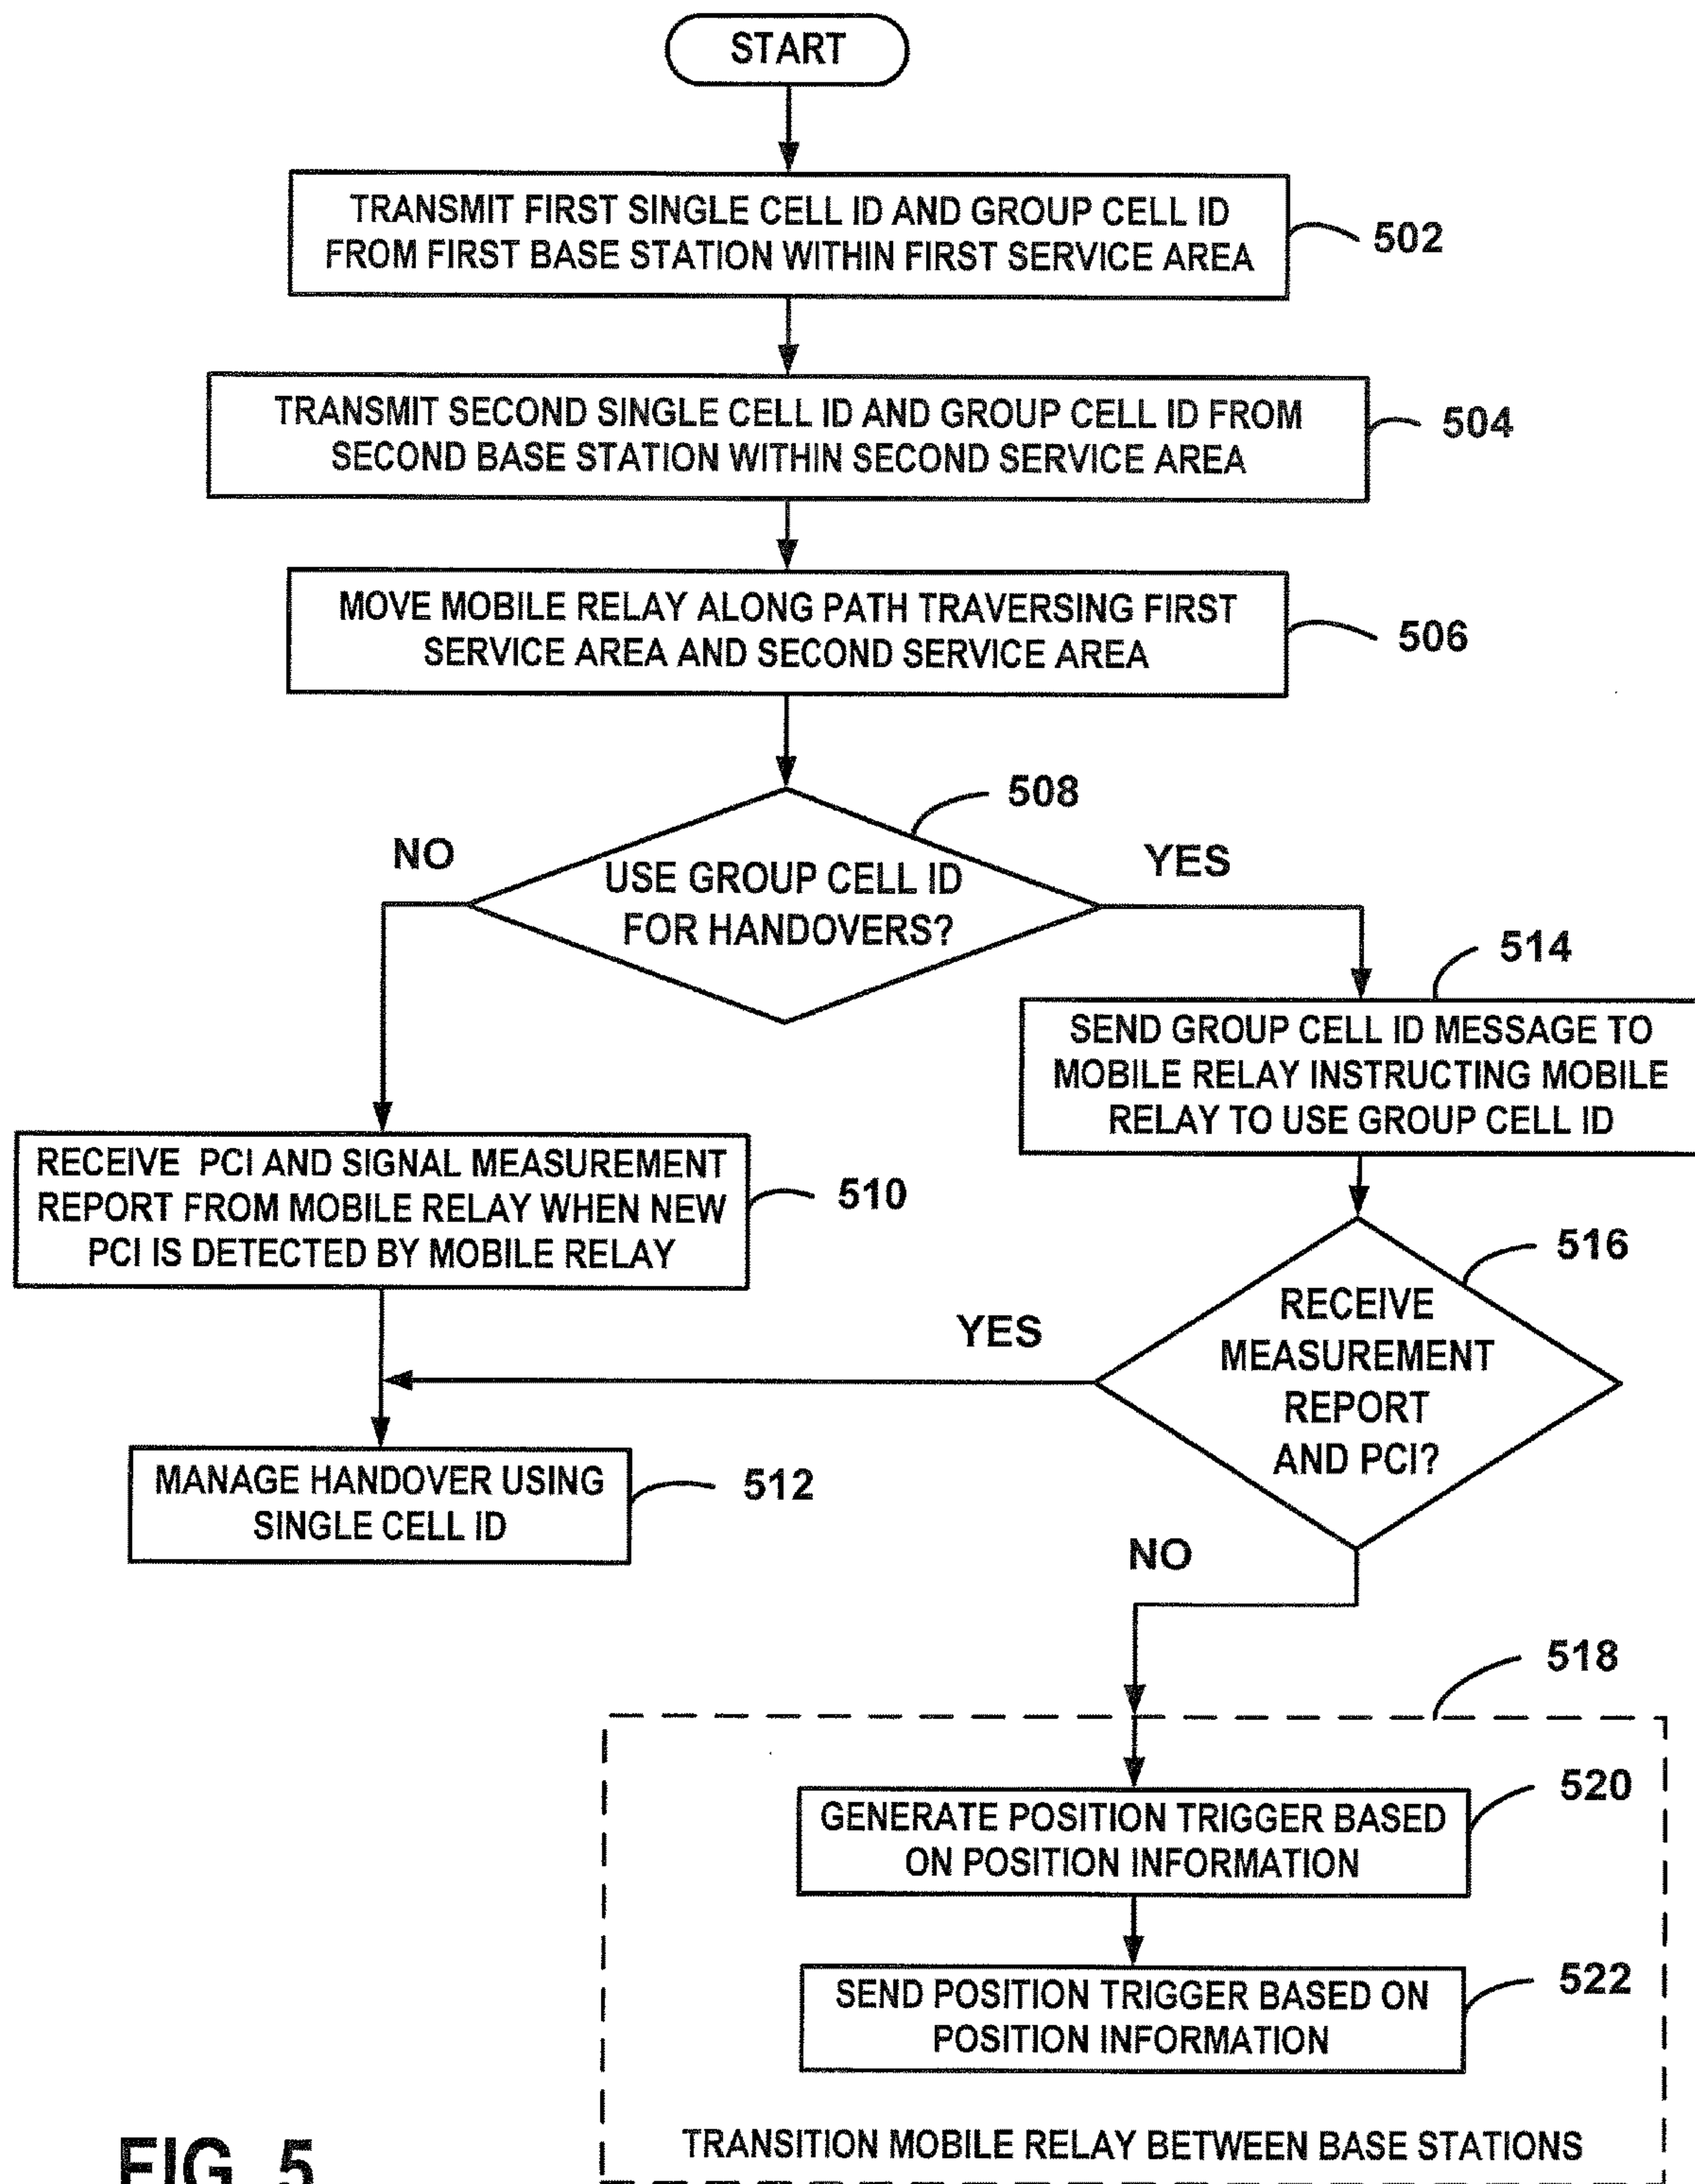 START
TRANSMIT FIRST SINGLE CELL ID AND GROUP CELL ID
FROM FIRST BASE STATION WITHIN FIRST SERVICE AREA
502
TRANSMIT SECOND SINGLE CELL ID AND GROUP CELL ID FROM
SECOND BASE STATION WITHIN SECOND SERVICE AREA
504
MOVE MOBILE RELAY ALONG PATH TRAVERSING FIRST
SERVICE AREA AND SECOND SERVICE AREA
506
508
NO
YES
USE GROUP CELL ID
FOR HANDOVERS?
514
SEND GROUP CELL ID MESSAGE TO
MOBILE RELAY INSTRUCTING MOBILE
RELAY TO USE GROUP CELL ID
RECEIVE PCI AND SIGNAL MEASUREMENT
REPORT FROM MOBILE RELAY WHEN NEW
PCI IS DETECTED BY MOBILE RELAY
510
516
YES
RECEIVE
MEASUREMENT
REPORT
AND PCI?
MANAGE HANDOVER USING
SINGLE CELL ID
512
NO
518
GENERATE POSITION TRIGGER BASED
ON POSITION INFORMATION
520
SEND POSITION TRIGGER BASED ON
POSITION INFORMATION
522
TRANSITION MOBILE RELAY BETWEEN BASE STATIONS
FIG. 5